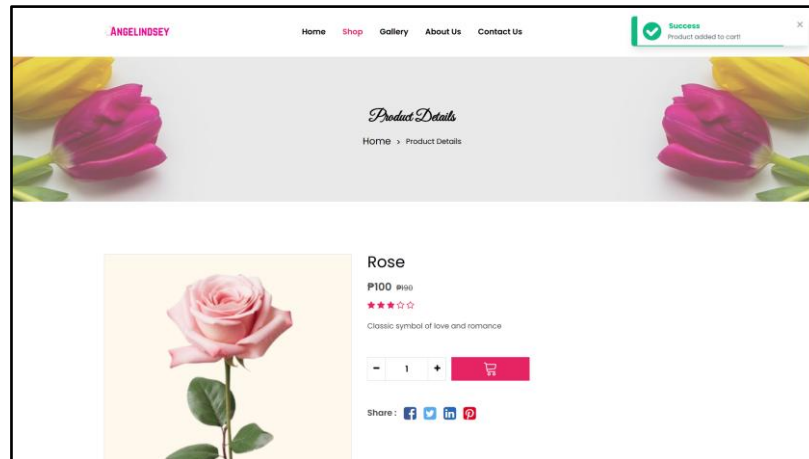 ANGELINDSEY
Home Shop Gallery About Us Contact Us
Success
Product added to cart!
Product Details
Home > Product Details
Rose
₱100 ₱190
Classic symbol of love and romance
- 1 +
Share :